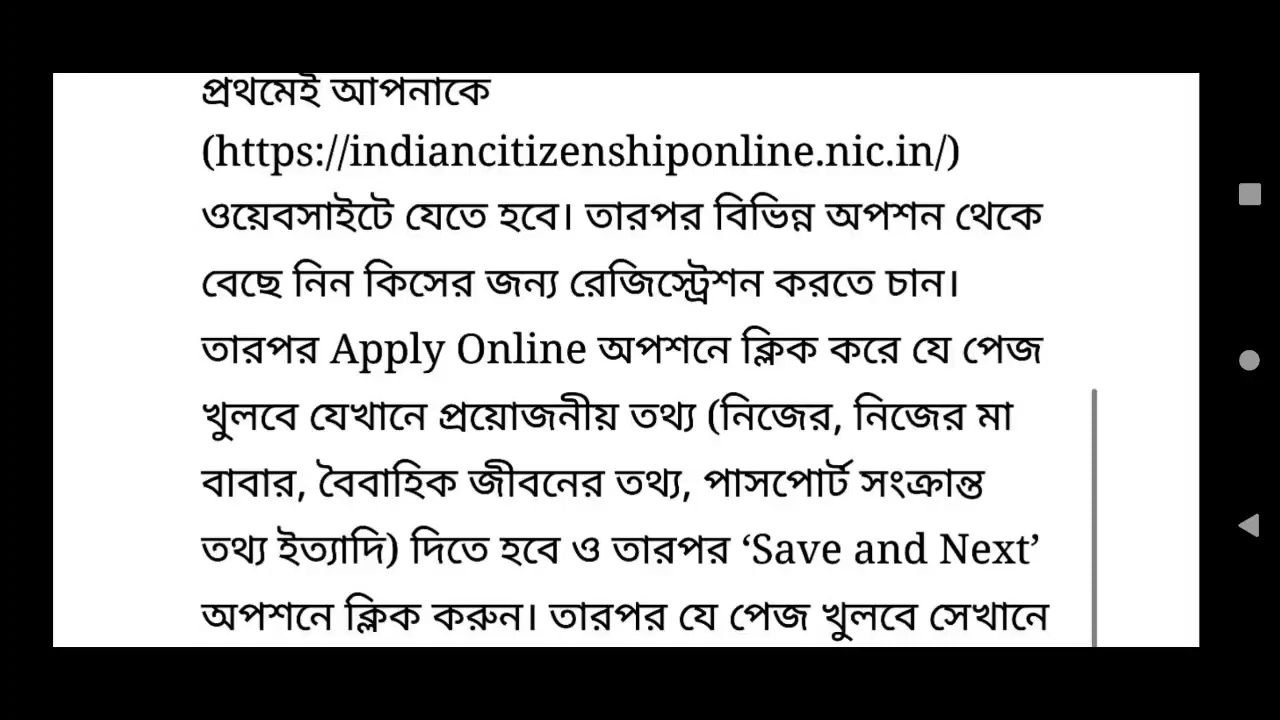 প্রথমেই আপনাকে
(https://indiancitizenshiponline.nic.in/)
ওয়েবসাইটে যেতে হবে। তারপর বিভিন্ন অপশন থেকে
বেছে নিন কিসের জন্য রেজিস্ট্রেশন করতে চান।
তারপর Apply Online অপশনে ক্লিক করে যে পেজ
খুলবে যেখানে প্রয়োজনীয় তথ্য (নিজের, নিজের মা
বাবার, বৈবাহিক জীবনের তথ্য, পাসপোর্ট সংক্রান্ত
তথ্য ইত্যাদি) দিতে হবে ও তারপর ‘Save and Next’
অপশনে ক্লিক করুন। তারপর যে পেজ খুলবে সেখানে